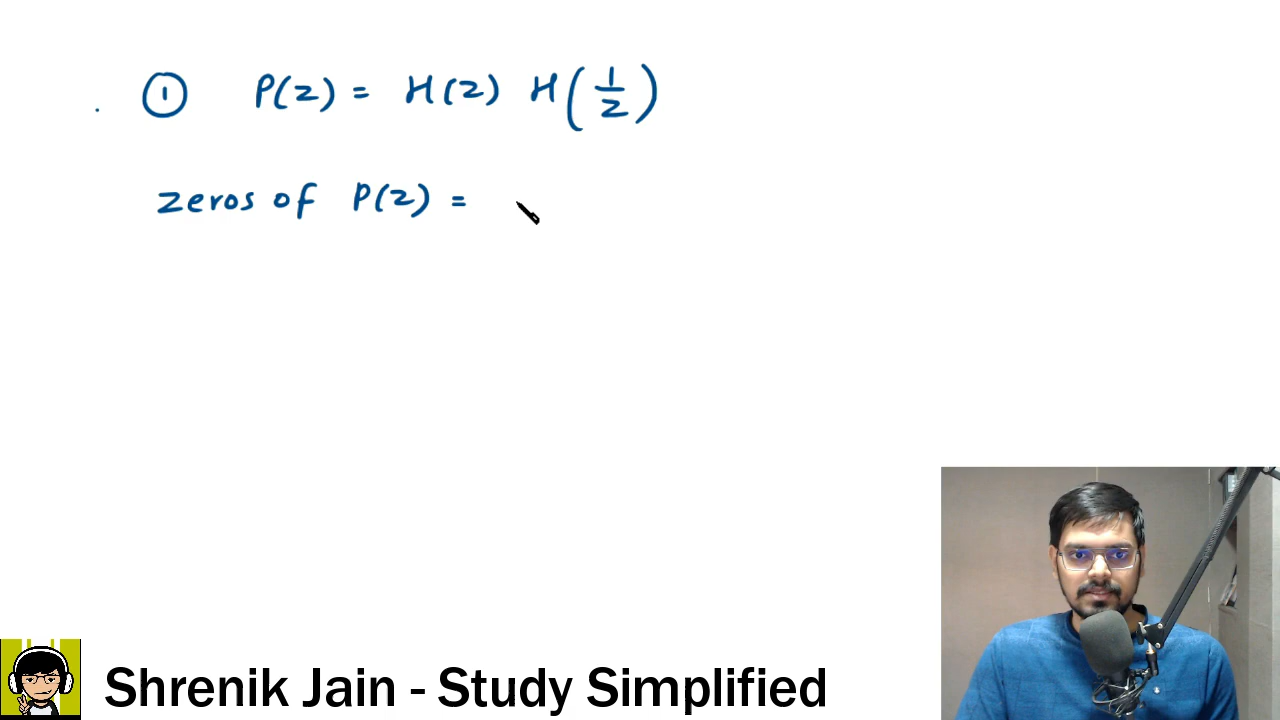 ① P(z) = H(z) H(1/z)
zeros of P(z) =
Shrenik Jain - Study Simplified